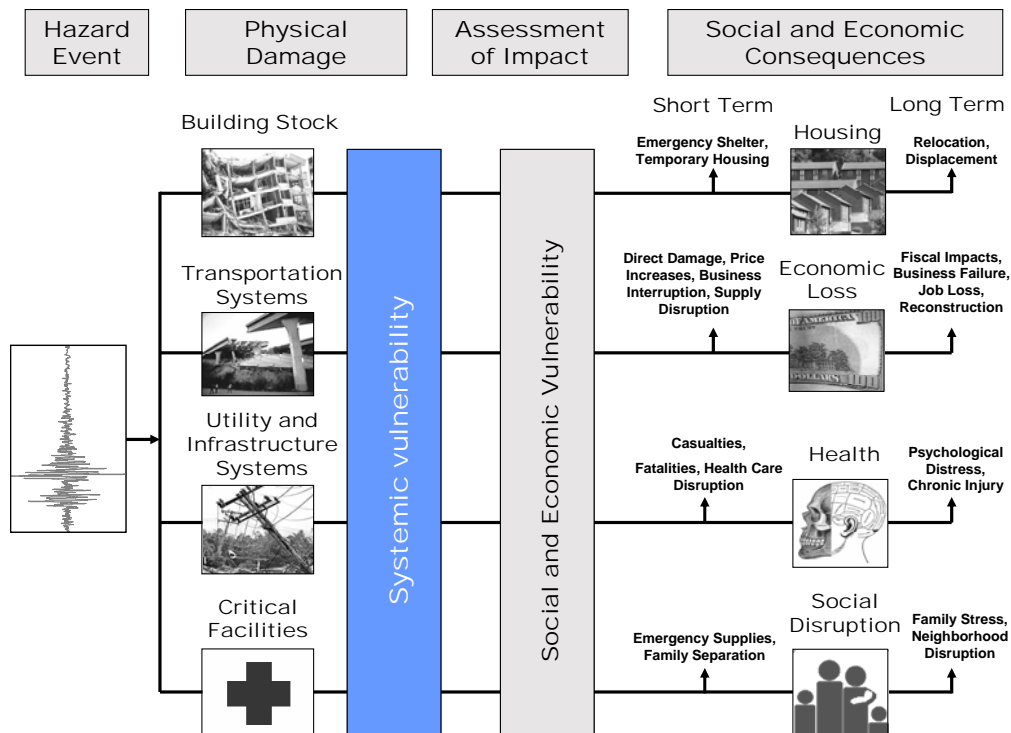 Hazard
Event
Physical
Damage
Assessment
of Impact
Social and Economic
Consequences
Short Term
Long Term
Building Stock
Emergency Shelter,
Temporary Housing
Housing
Relocation,
Displacement
Transportation
Systems
Direct Damage, Price
Increases, Business
Interruption, Supply
Disruption
Economic
Loss
Fiscal Impacts,
Business Failure,
Job Loss,
Reconstruction
OF AMERICA
DOLLARS
Utility and
Infrastructure
Systems
Systemic vulnerability
Social and Economic Vulnerability
Casualties,
Fatalities, Health Care
Disruption
Health
Psychological
Distress,
Chronic Injury
Critical
Facilities
Emergency Supplies,
Family Separation
Social
Disruption
Family Stress,
Neighborhood
Disruption